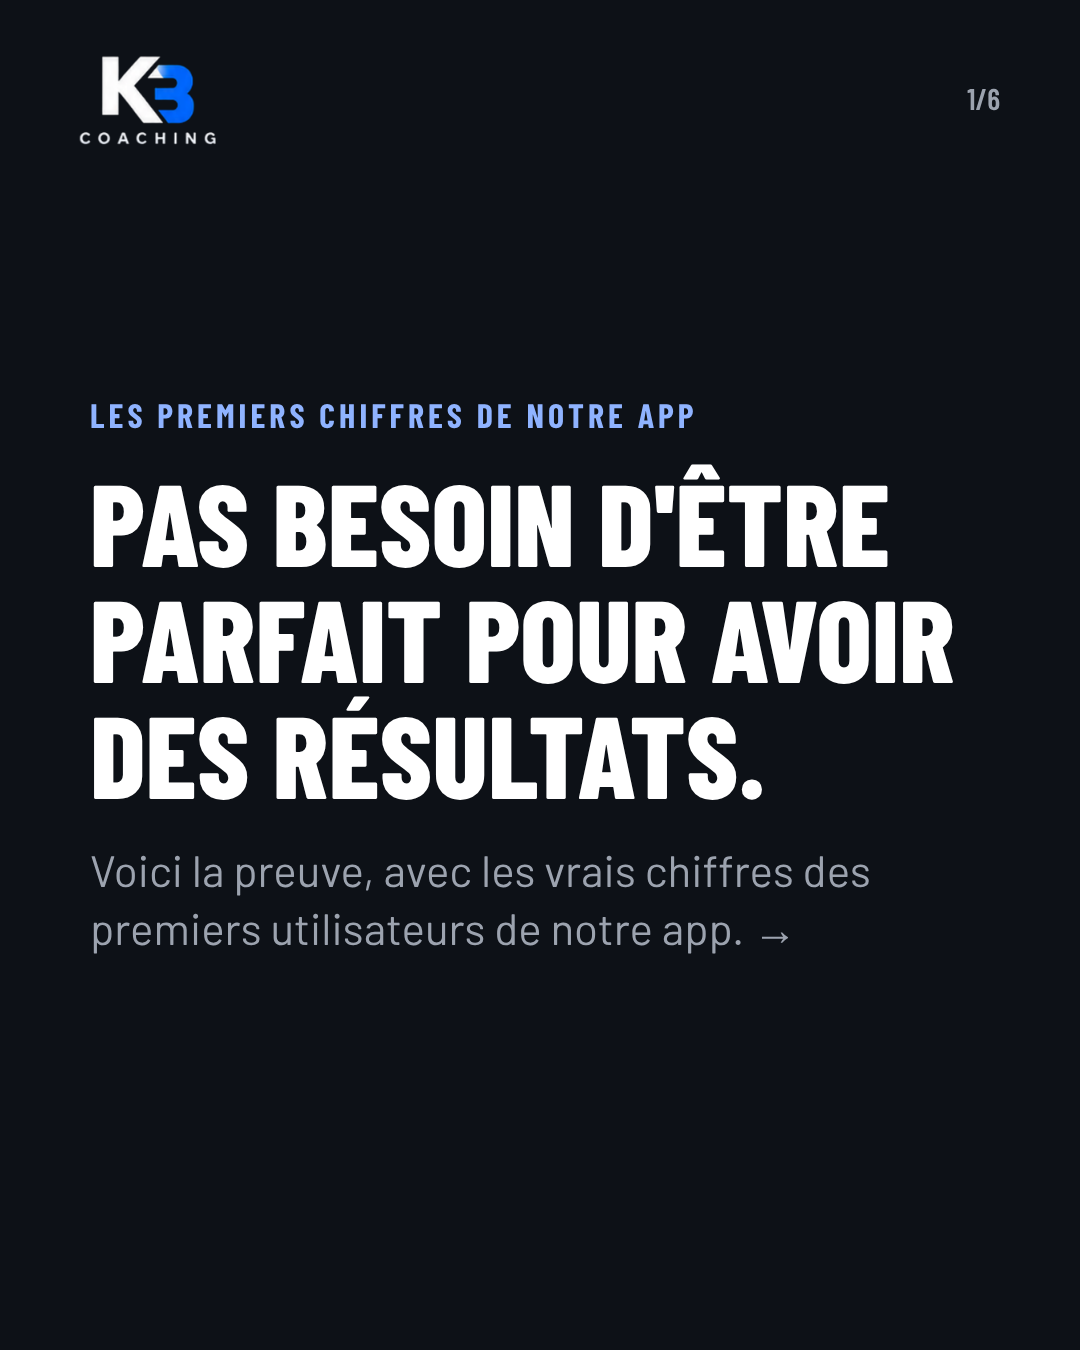 KB
COACHING
1/6
LES PREMIERS CHIFFRES DE NOTRE APP
PAS BESOIN D'ÊTRE
PARFAIT POUR AVOIR
DES RÉSULTATS.
Voici la preuve, avec les vrais chiffres des
premiers utilisateurs de notre app. →